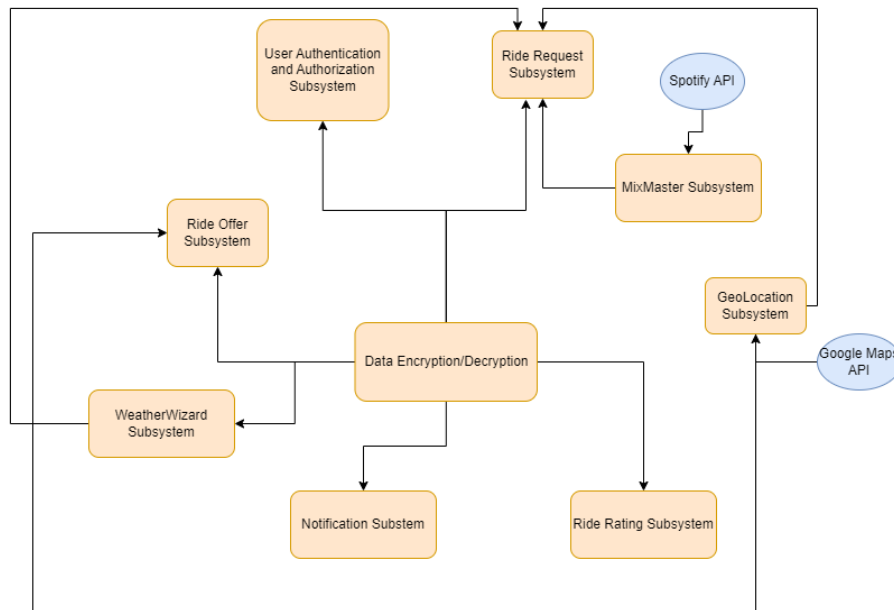 User Authentication
and Authorization
Subsystem
Ride Request
Subsystem
Spotify API
MixMaster Subsystem
Ride Offer
Subsystem
GeoLocation
Subsystem
Data Encryption/Decryption
Google Maps
API
WeatherWizard
Subsystem
Notification Substem
Ride Rating Subsystem